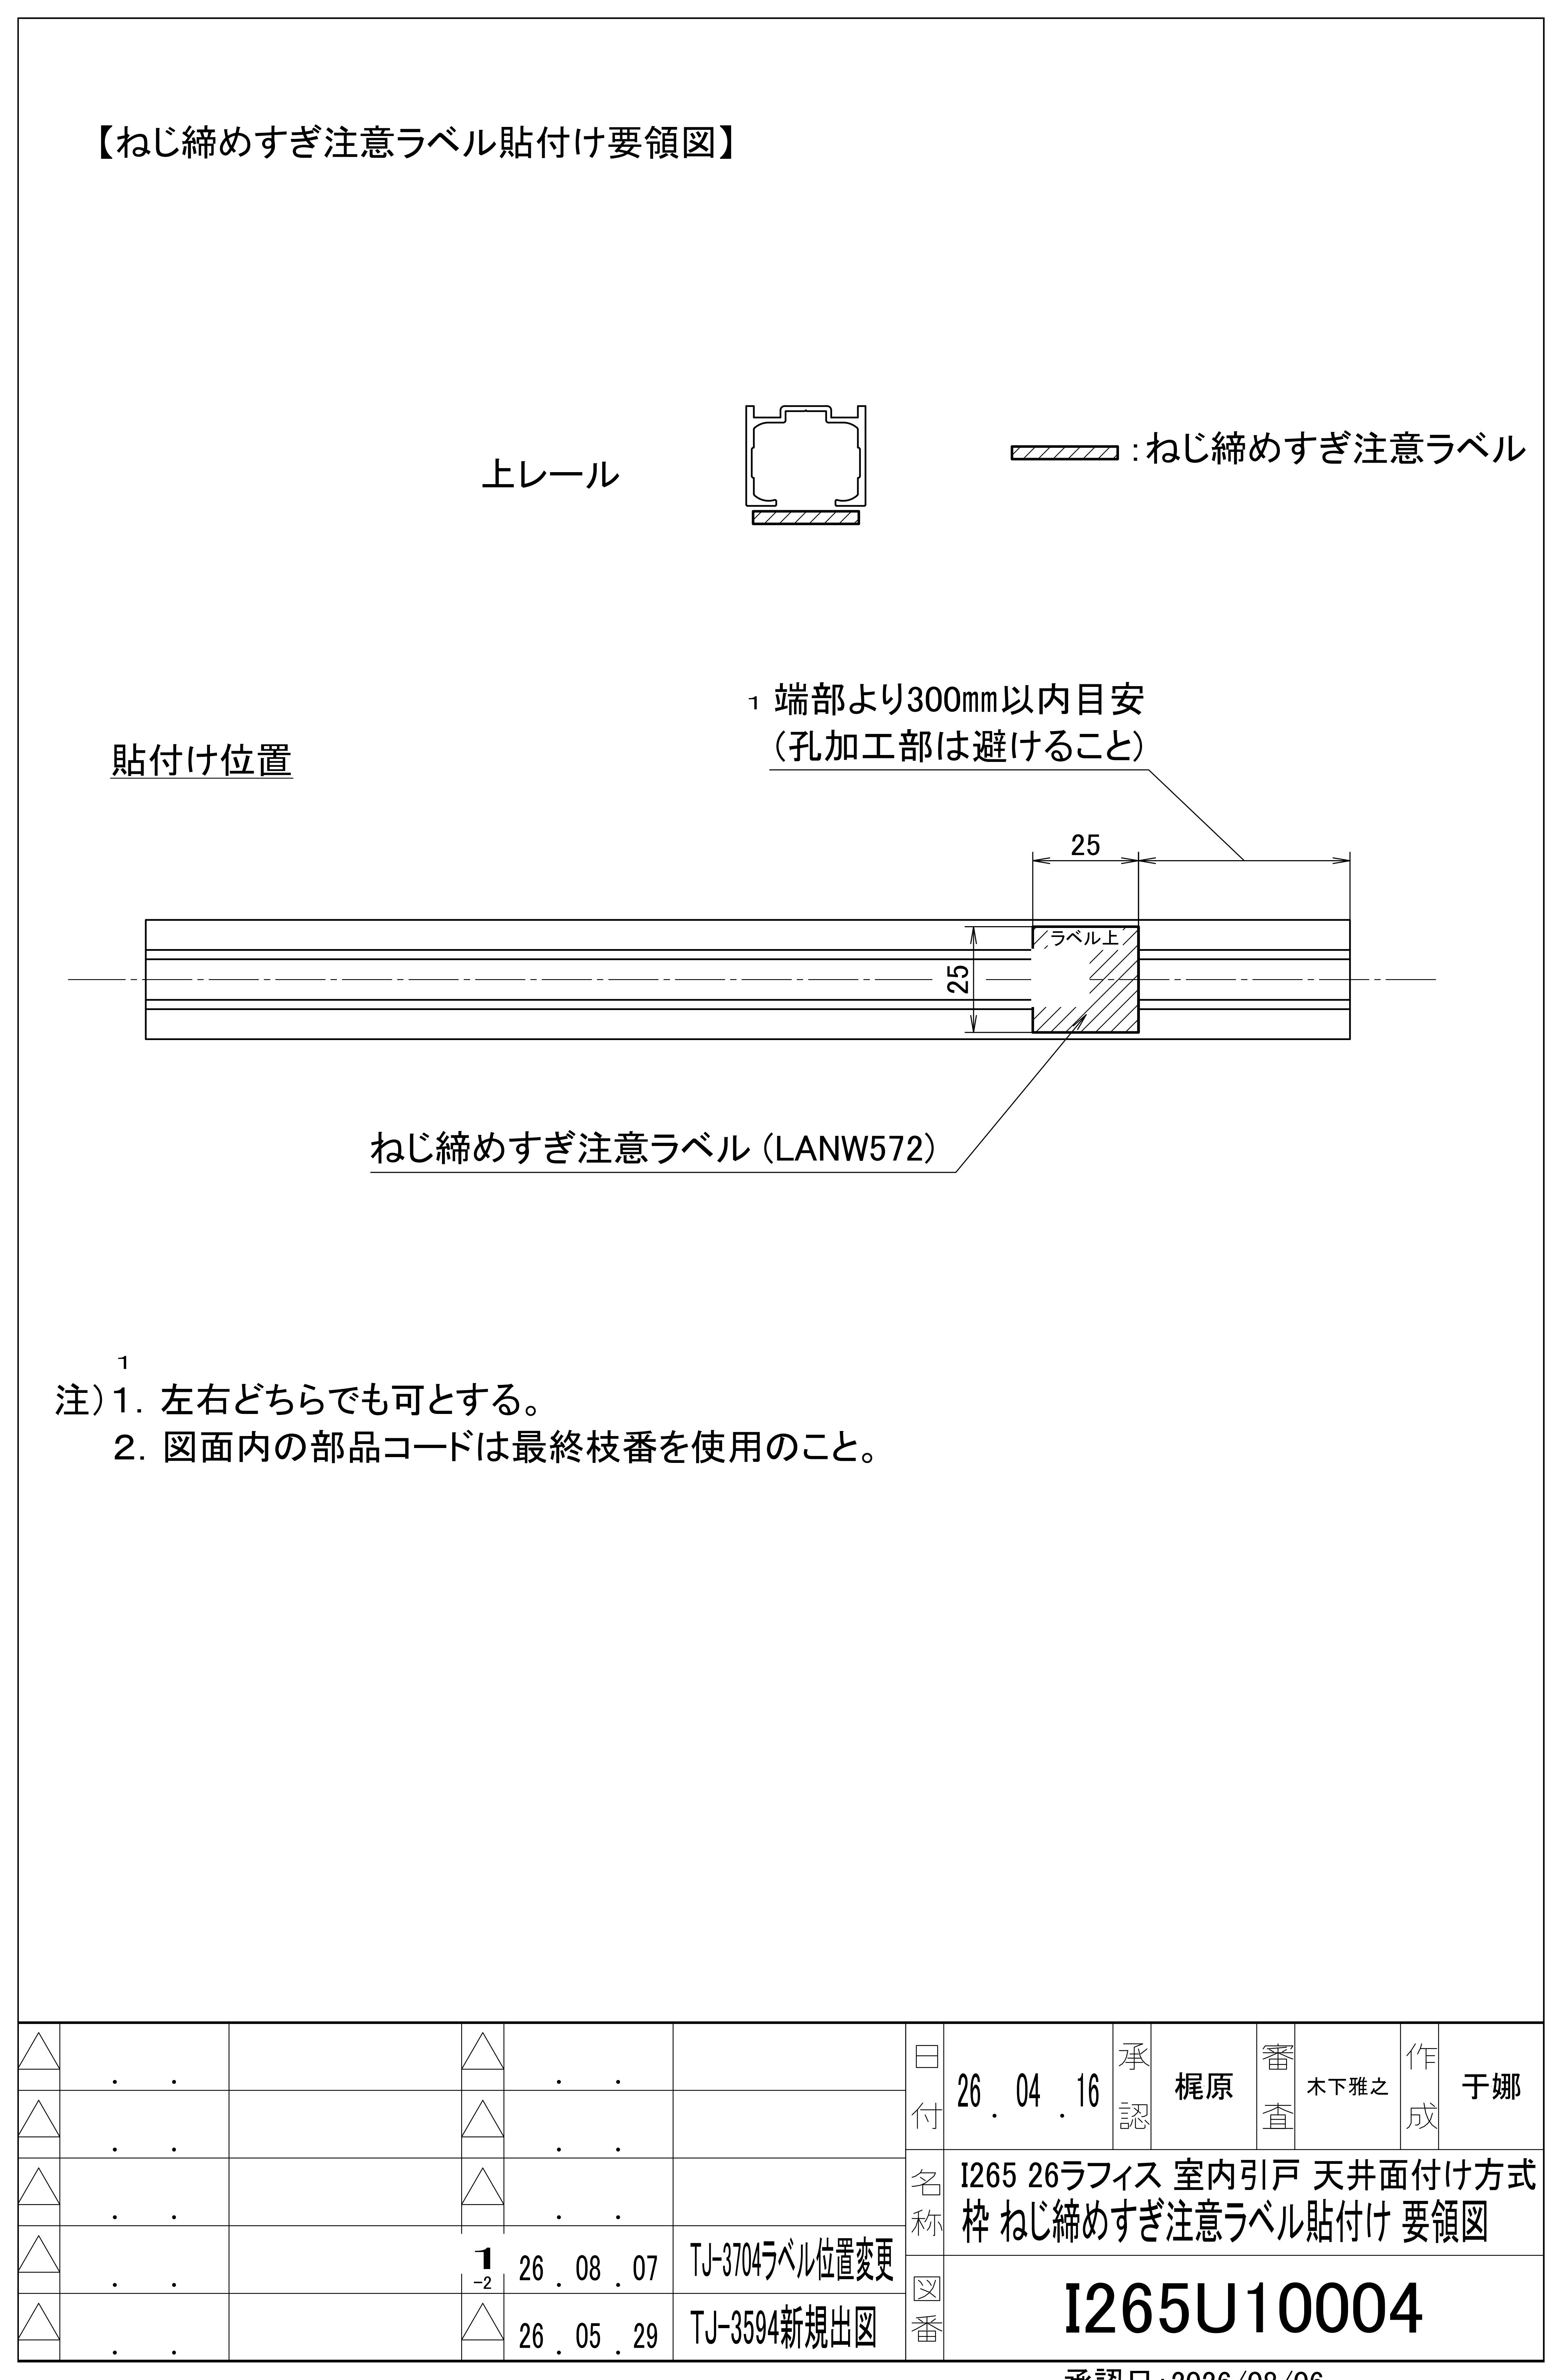 【ねじ締めすぎ注意ラベル貼付け要領図】
上レール
：ねじ締めすぎ注意ラベル
1 端部より300mm以内目安
(孔加工部は避けること)
貼付け位置
25
ラベル上
25
ねじ締めすぎ注意ラベル (LANW572)
1
注) 1. 左右どちらでも可とする。
2. 図面内の部品コードは最終枝番を使用のこと。
日付 26 . 04 . 16 承認 梶原 審査 木下雅之 作成 于娜
名称 I265 26ラフィス 室内引戸 天井面付け方式
枠 ねじ締めすぎ注意ラベル貼付け 要領図
1-2 26 . 08 . 07 TJ-3704ラベル位置変更
26 . 05 . 29 TJ-3594新規出図
図番 I265U10004